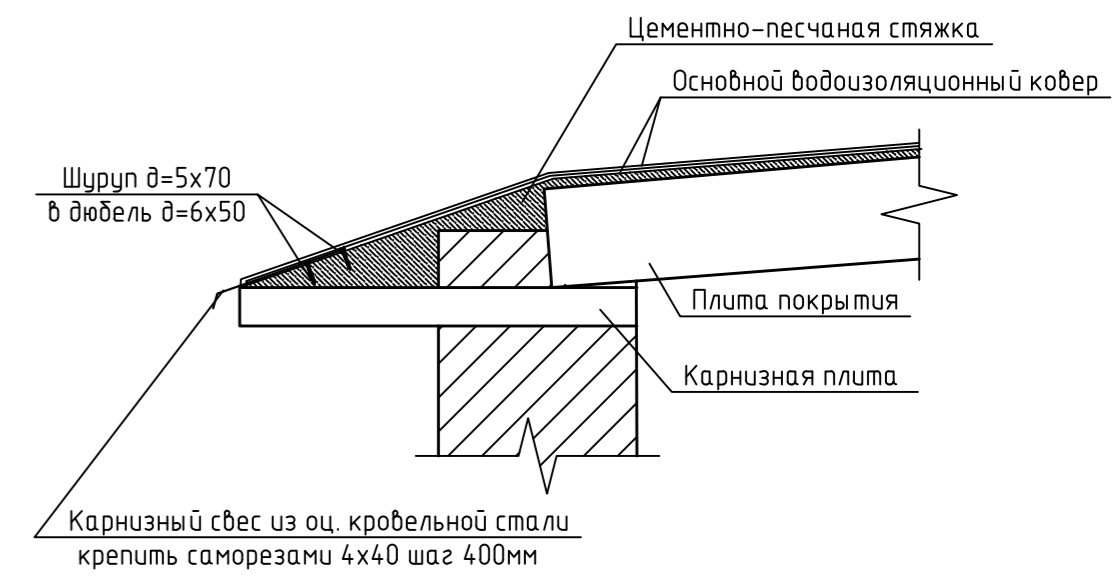 Цементно-песчаная стяжка
Основной водоизоляционный ковер
Шуруп d=5х70
в дюбель d=6х50
Плита покрытия
Карнизная плита
Карнизный свес из оц. кровельной стали
крепить саморезами 4х40 шаг 400мм